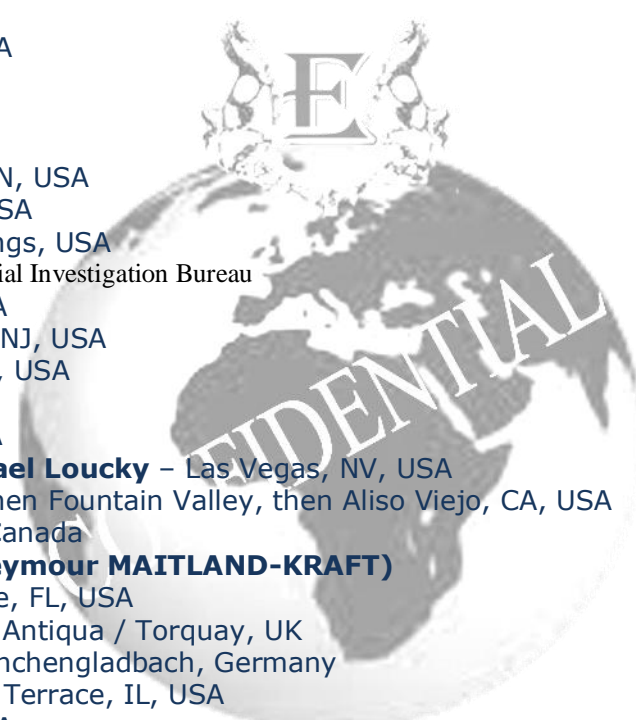 E
A
N, USA
SA
ngs, USA
ial Investigation Bureau
A
NJ, USA
, USA
A
ael Loucky – Las Vegas, NV, USA
hen Fountain Valley, then Aliso Viejo, CA, USA
Canada
eymour MAITLAND-KRAFT)
e, FL, USA
Antiqua / Torquay, UK
nchengladbach, Germany
Terrace, IL, USA
FIDENTIAL